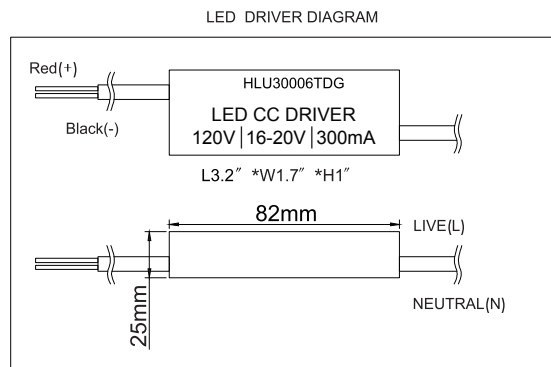 LED DRIVER DIAGRAM
Red(+)
Black(-)
HLU30006TDG
LED CC DRIVER
120V|16-20V|300mA
L3.2″ *W1.7″ *H1″
82mm
LIVE(L)
25mm
NEUTRAL(N)